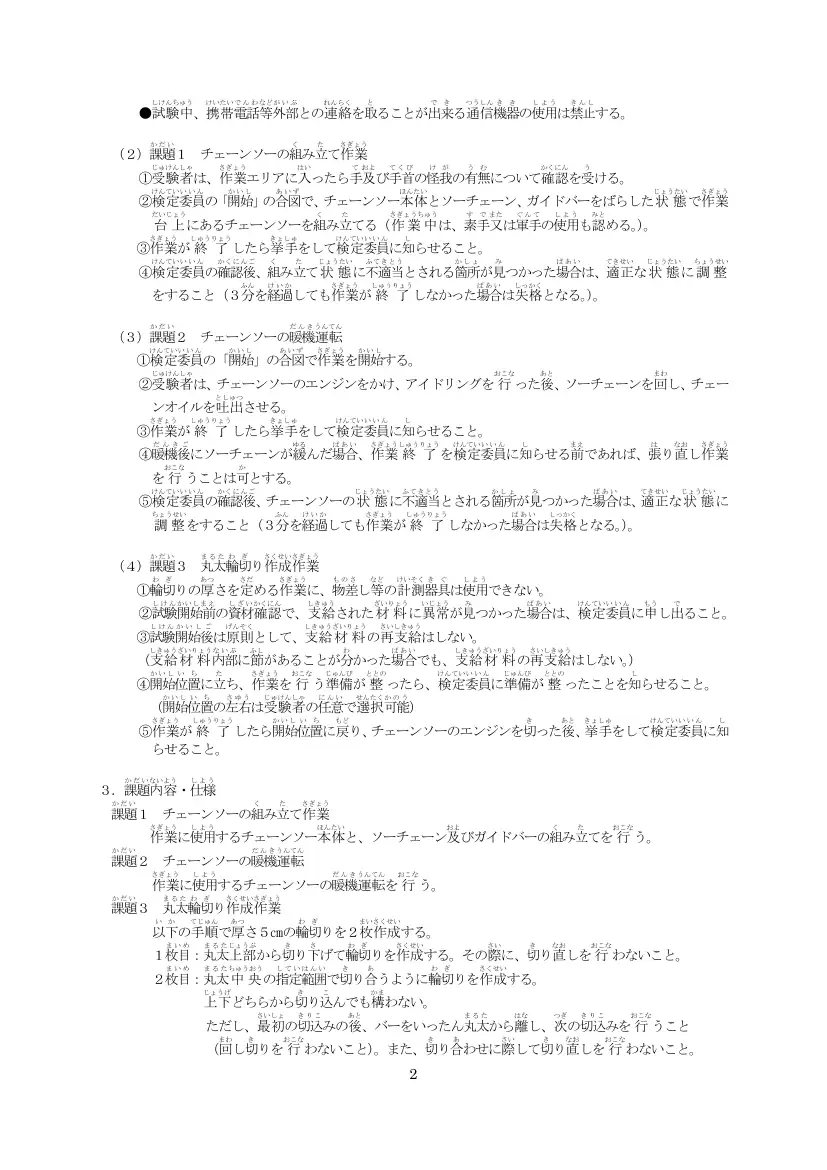 ●試験中、携帯電話等外部との連絡を取ることが出来る通信機器の使用は禁止する。
（2）課題1　チェーンソーの組み立て作業
①受験者は、作業エリアに入ったら手及び手首の怪我の有無について確認を受ける。
②検定委員の「開始」の合図で、チェーンソー本体とソーチェーン、ガイドバーをばらした状態で作業
台上にあるチェーンソーを組み立てる（作業中は、素手又は軍手の使用も認める。）。
③作業が終了したら挙手をして検定委員に知らせること。
④検定委員の確認後、組み立て状態に不適当とされる箇所が見つかった場合は、適正な状態に調整
をすること（3分を経過しても作業が終了しなかった場合は失格となる。）。
（3）課題2　チェーンソーの暖機運転
①検定委員の「開始」の合図で作業を開始する。
②受験者は、チェーンソーのエンジンをかけ、アイドリングを行った後、ソーチェーンを回し、チェー
ンオイルを吐出させる。
③作業が終了したら挙手をして検定委員に知らせること。
④暖機後にソーチェーンが緩んだ場合、作業終了を検定委員に知らせる前であれば、張り直し作業
を行うことは可とする。
⑤検定委員の確認後、チェーンソーの状態に不適当とされる箇所が見つかった場合は、適正な状態に
調整をすること（3分を経過しても作業が終了しなかった場合は失格となる。）。
（4）課題3　丸太輪切り作成作業
①輪切りの厚さを定める作業に、物差し等の計測器具は使用できない。
②試験開始前の資材確認で、支給された材料に異常が見つかった場合は、検定委員に申し出ること。
③試験開始後は原則として、支給材料の再支給はしない。
（支給材料内部に節があることが分かった場合でも、支給材料の再支給はしない。）
④開始位置に立ち、作業を行う準備が整ったら、検定委員に準備が整ったことを知らせること。
（開始位置の左右は受験者の任意で選択可能）
⑤作業が終了したら開始位置に戻り、チェーンソーのエンジンを切った後、挙手をして検定委員に知
らせること。
3．課題内容・仕様
課題1　チェーンソーの組み立て作業
作業に使用するチェーンソー本体と、ソーチェーン及びガイドバーの組み立てを行う。
課題2　チェーンソーの暖機運転
作業に使用するチェーンソーの暖機運転を行う。
課題3　丸太輪切り作成作業
以下の手順で厚さ5㎝の輪切りを2枚作成する。
1枚目：丸太上部から切り下げて輪切りを作成する。その際に、切り直しを行わないこと。
2枚目：丸太中央の指定範囲で切り合うように輪切りを作成する。
上下どちらから切り込んでも構わない。
ただし、最初の切込みの後、バーをいったん丸太から離し、次の切込みを行うこと
（回し切りを行わないこと）。また、切り合わせに際して切り直しを行わないこと。
2